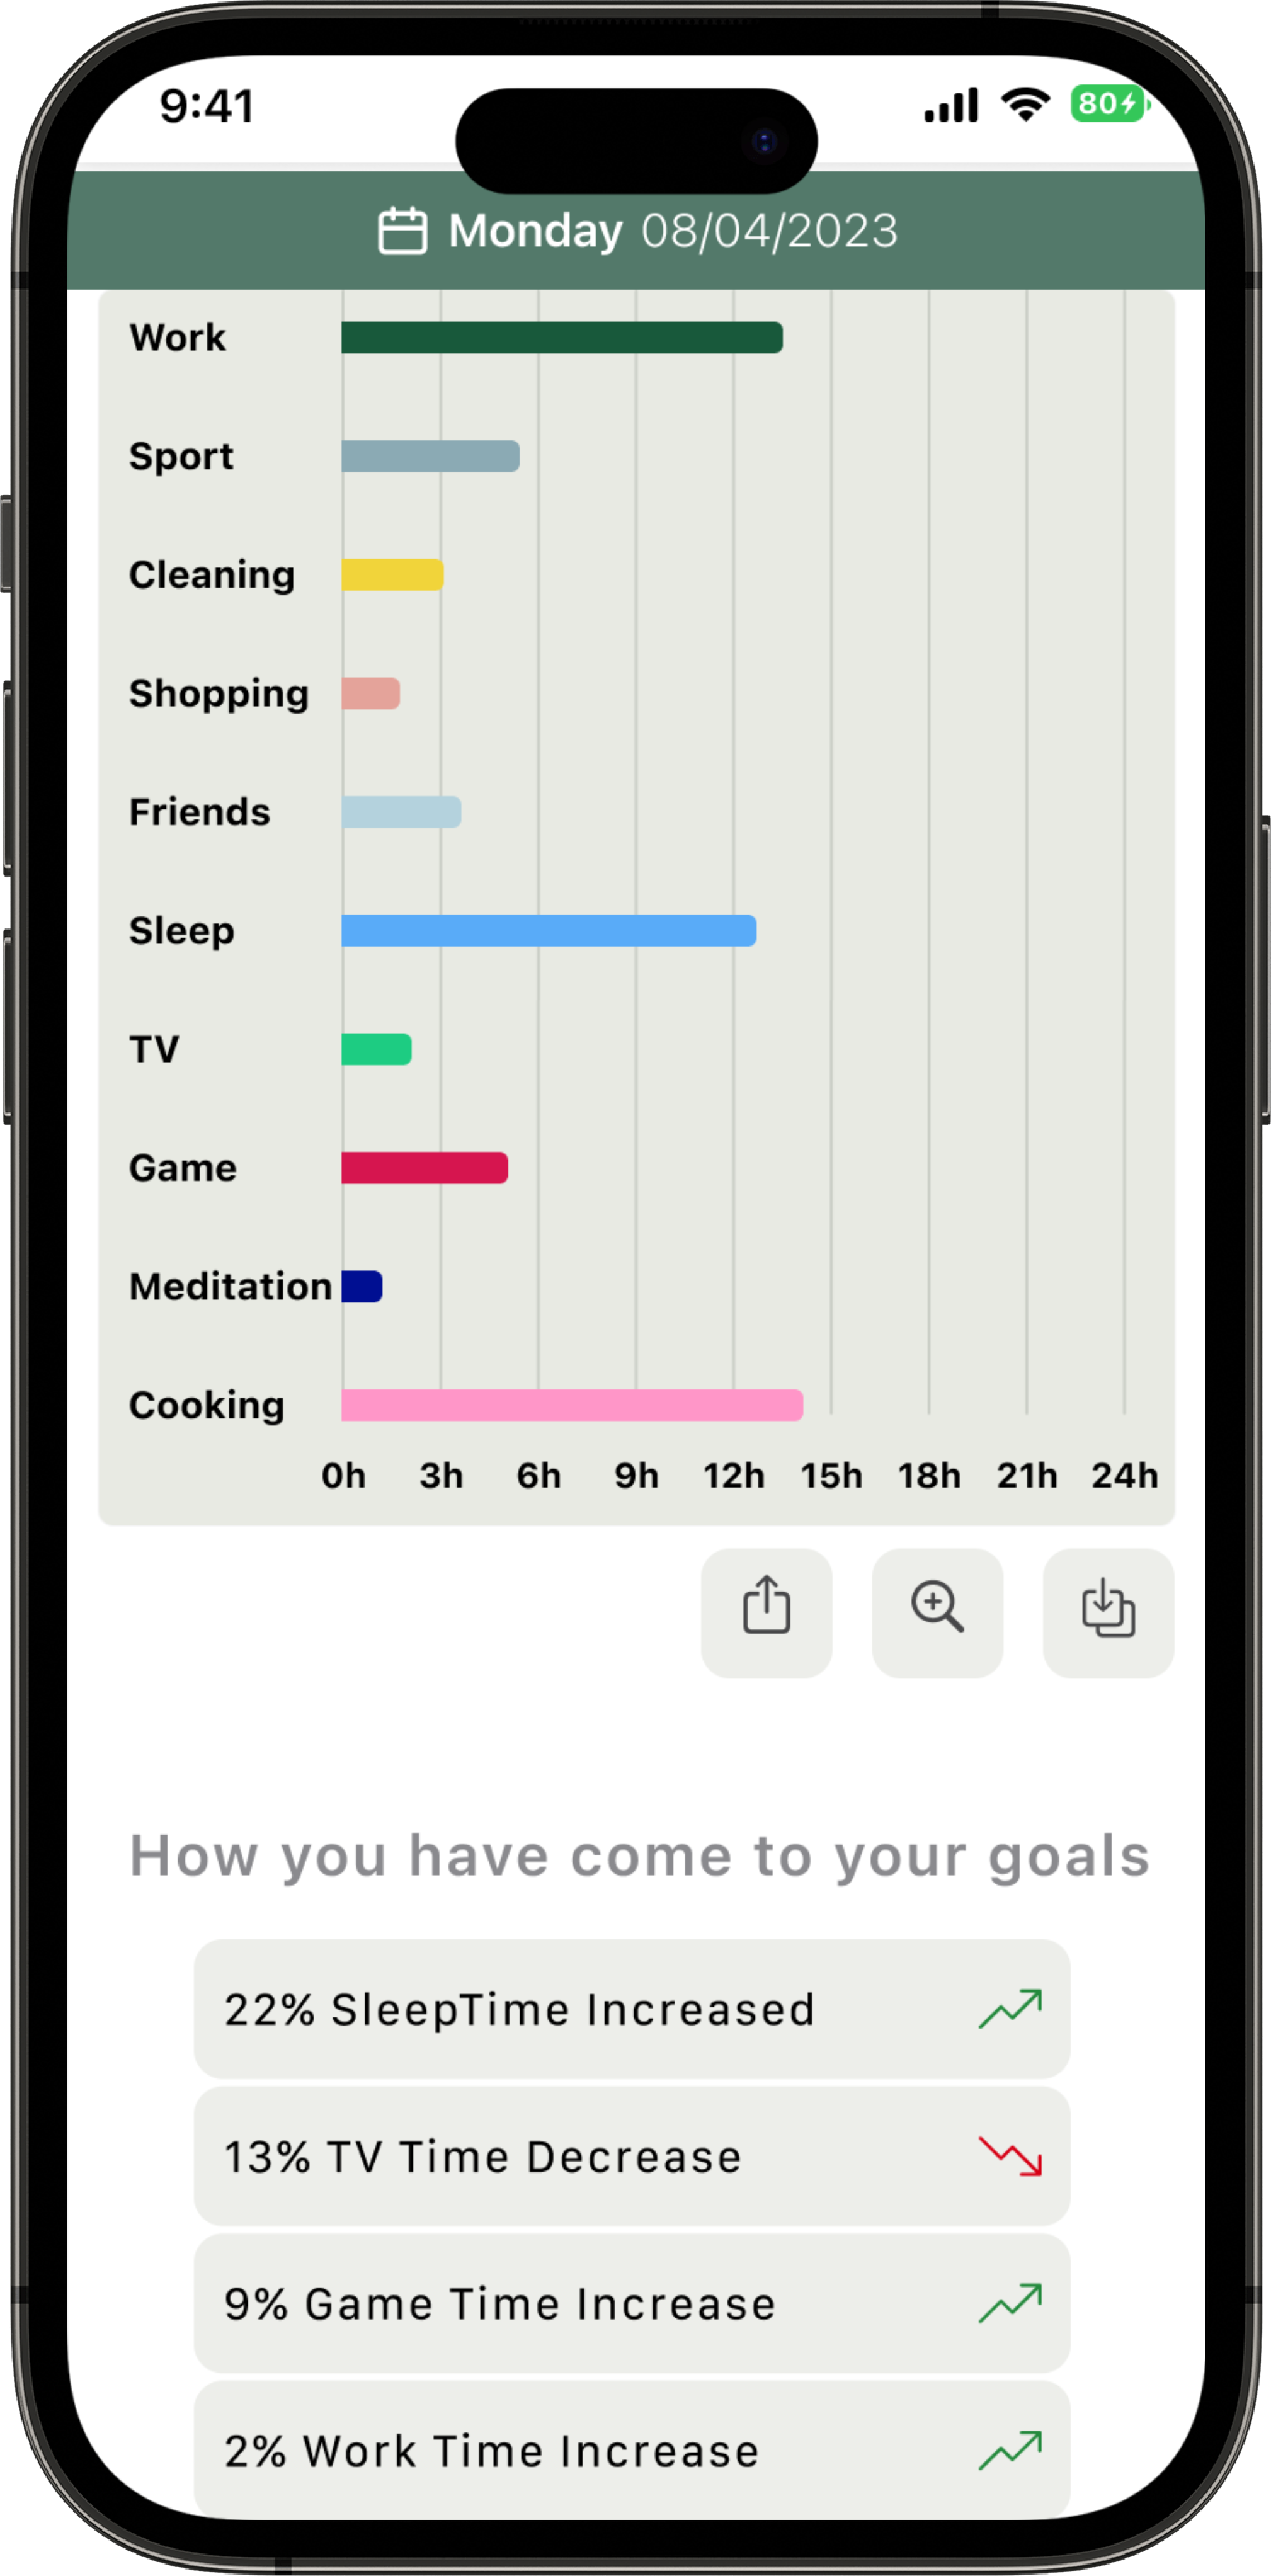 9:41
80
Monday 08/04/2023
Work
Sport
Cleaning
Shopping
Friends
Sleep
TV
Game
Meditation
Cooking
0h 3h 6h 9h 12h 15h 18h 21h 24h
How you have come to your goals
22% SleepTime Increased
13% TV Time Decrease
9% Game Time Increase
2% Work Time Increase